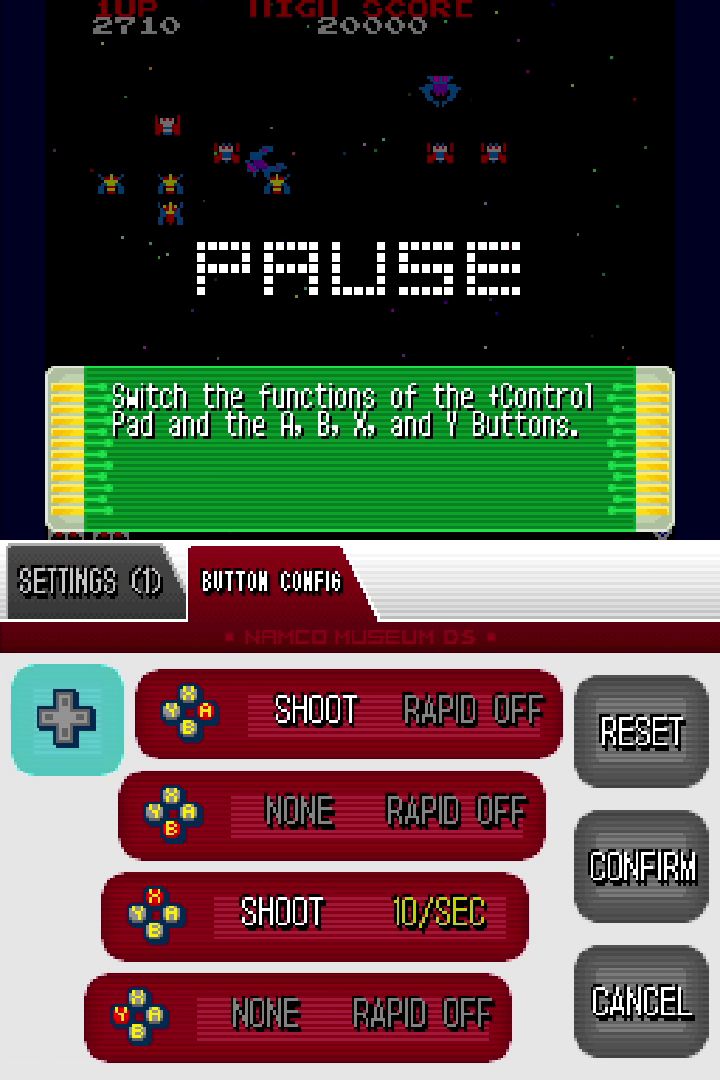 1UP HIGH SCORE
2710 20000
PAUSE
Switch the functions of the +Control
Pad and the A, B, X, and Y Buttons.
SETTINGS (1) BUTTON CONFIG
• NAMCO MUSEUM DS •
X
Y A
B
SHOOT RAPID OFF
RESET
X
Y A
B
NONE RAPID OFF
CONFIRM
X
Y A
B
SHOOT 10/SEC
X
Y A
B
NONE RAPID OFF
CANCEL